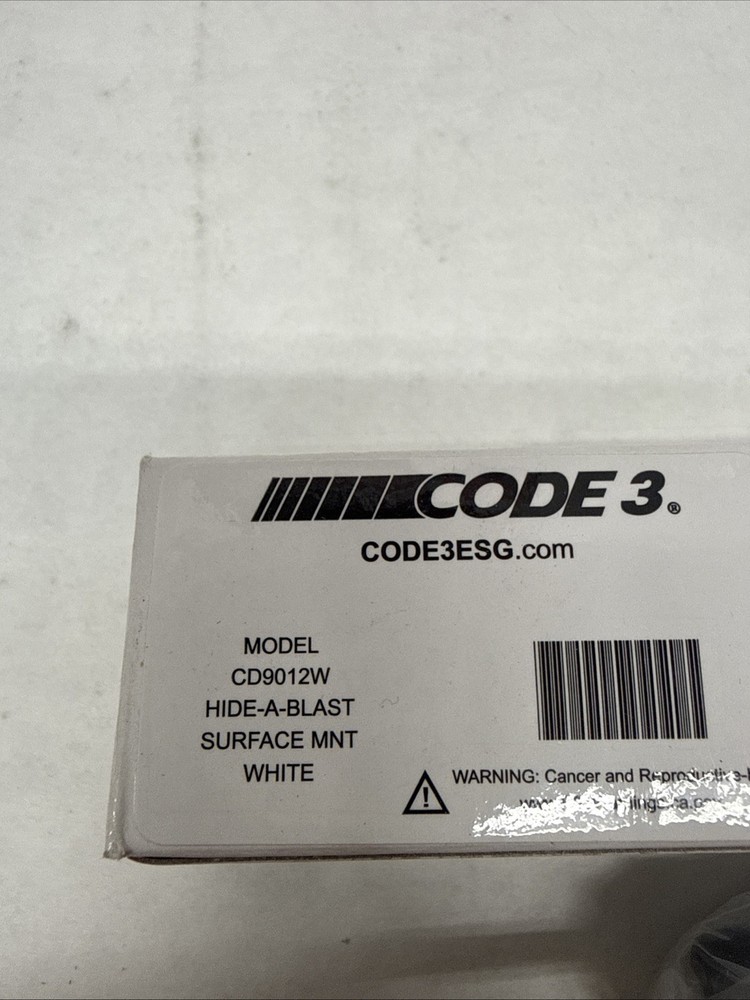 CODE 3®
CODE3ESG.com
MODEL
CD9012W
HIDE-A-BLAST
SURFACE MNT
WHITE
WARNING: Cancer and